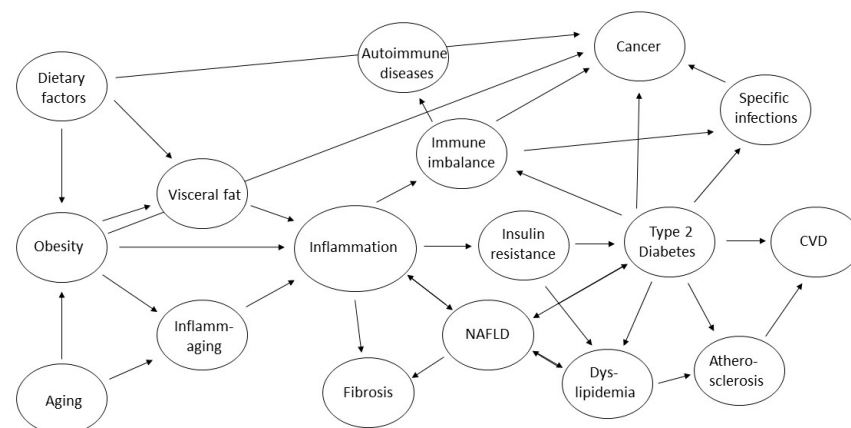 Dietary
factors
Autoimmune
diseases
Cancer
Specific
infections
Immune
imbalance
Visceral fat
Obesity
Inflammation
Insulin
resistance
Type 2
Diabetes
CVD
Inflamm-
aging
NAFLD
Aging
Fibrosis
Dys-
lipidemia
Athero-
sclerosis